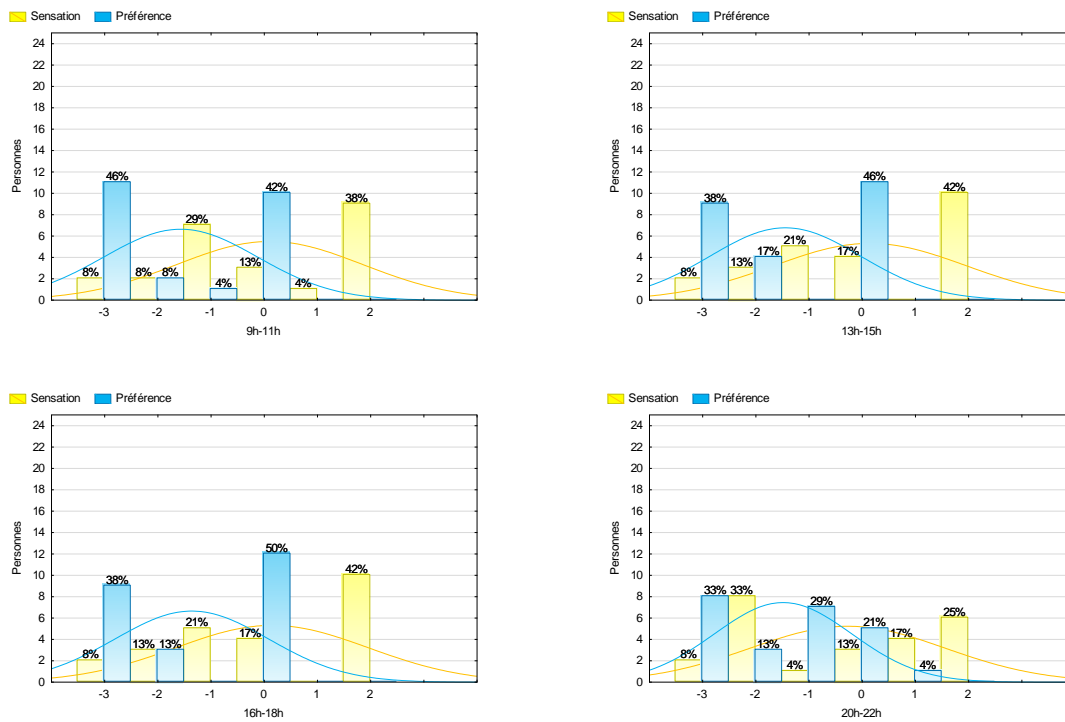 Sensation Préférence
24
22
20
18
16
14
12
10
8
6
4
2
0
Personnes
8% 46% 8% 8% 29% 4% 13% 42% 4% 38%
-3 -2 -1 0 1 2
9h-11h
Sensation Préférence
24
22
20
18
16
14
12
10
8
6
4
2
0
Personnes
8% 38% 13% 17% 21% 17% 46% 42%
-3 -2 -1 0 1 2
13h-15h
Sensation Préférence
24
22
20
18
16
14
12
10
8
6
4
2
0
Personnes
8% 38% 13% 13% 21% 17% 50% 42%
-3 -2 -1 0 1 2
16h-18h
Sensation Préférence
24
22
20
18
16
14
12
10
8
6
4
2
0
Personnes
8% 33% 33% 13% 4% 29% 13% 21% 17% 4% 25%
-3 -2 -1 0 1 2
20h-22h